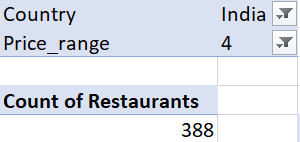 Country India
Price_range 4
Count of Restaurants
388